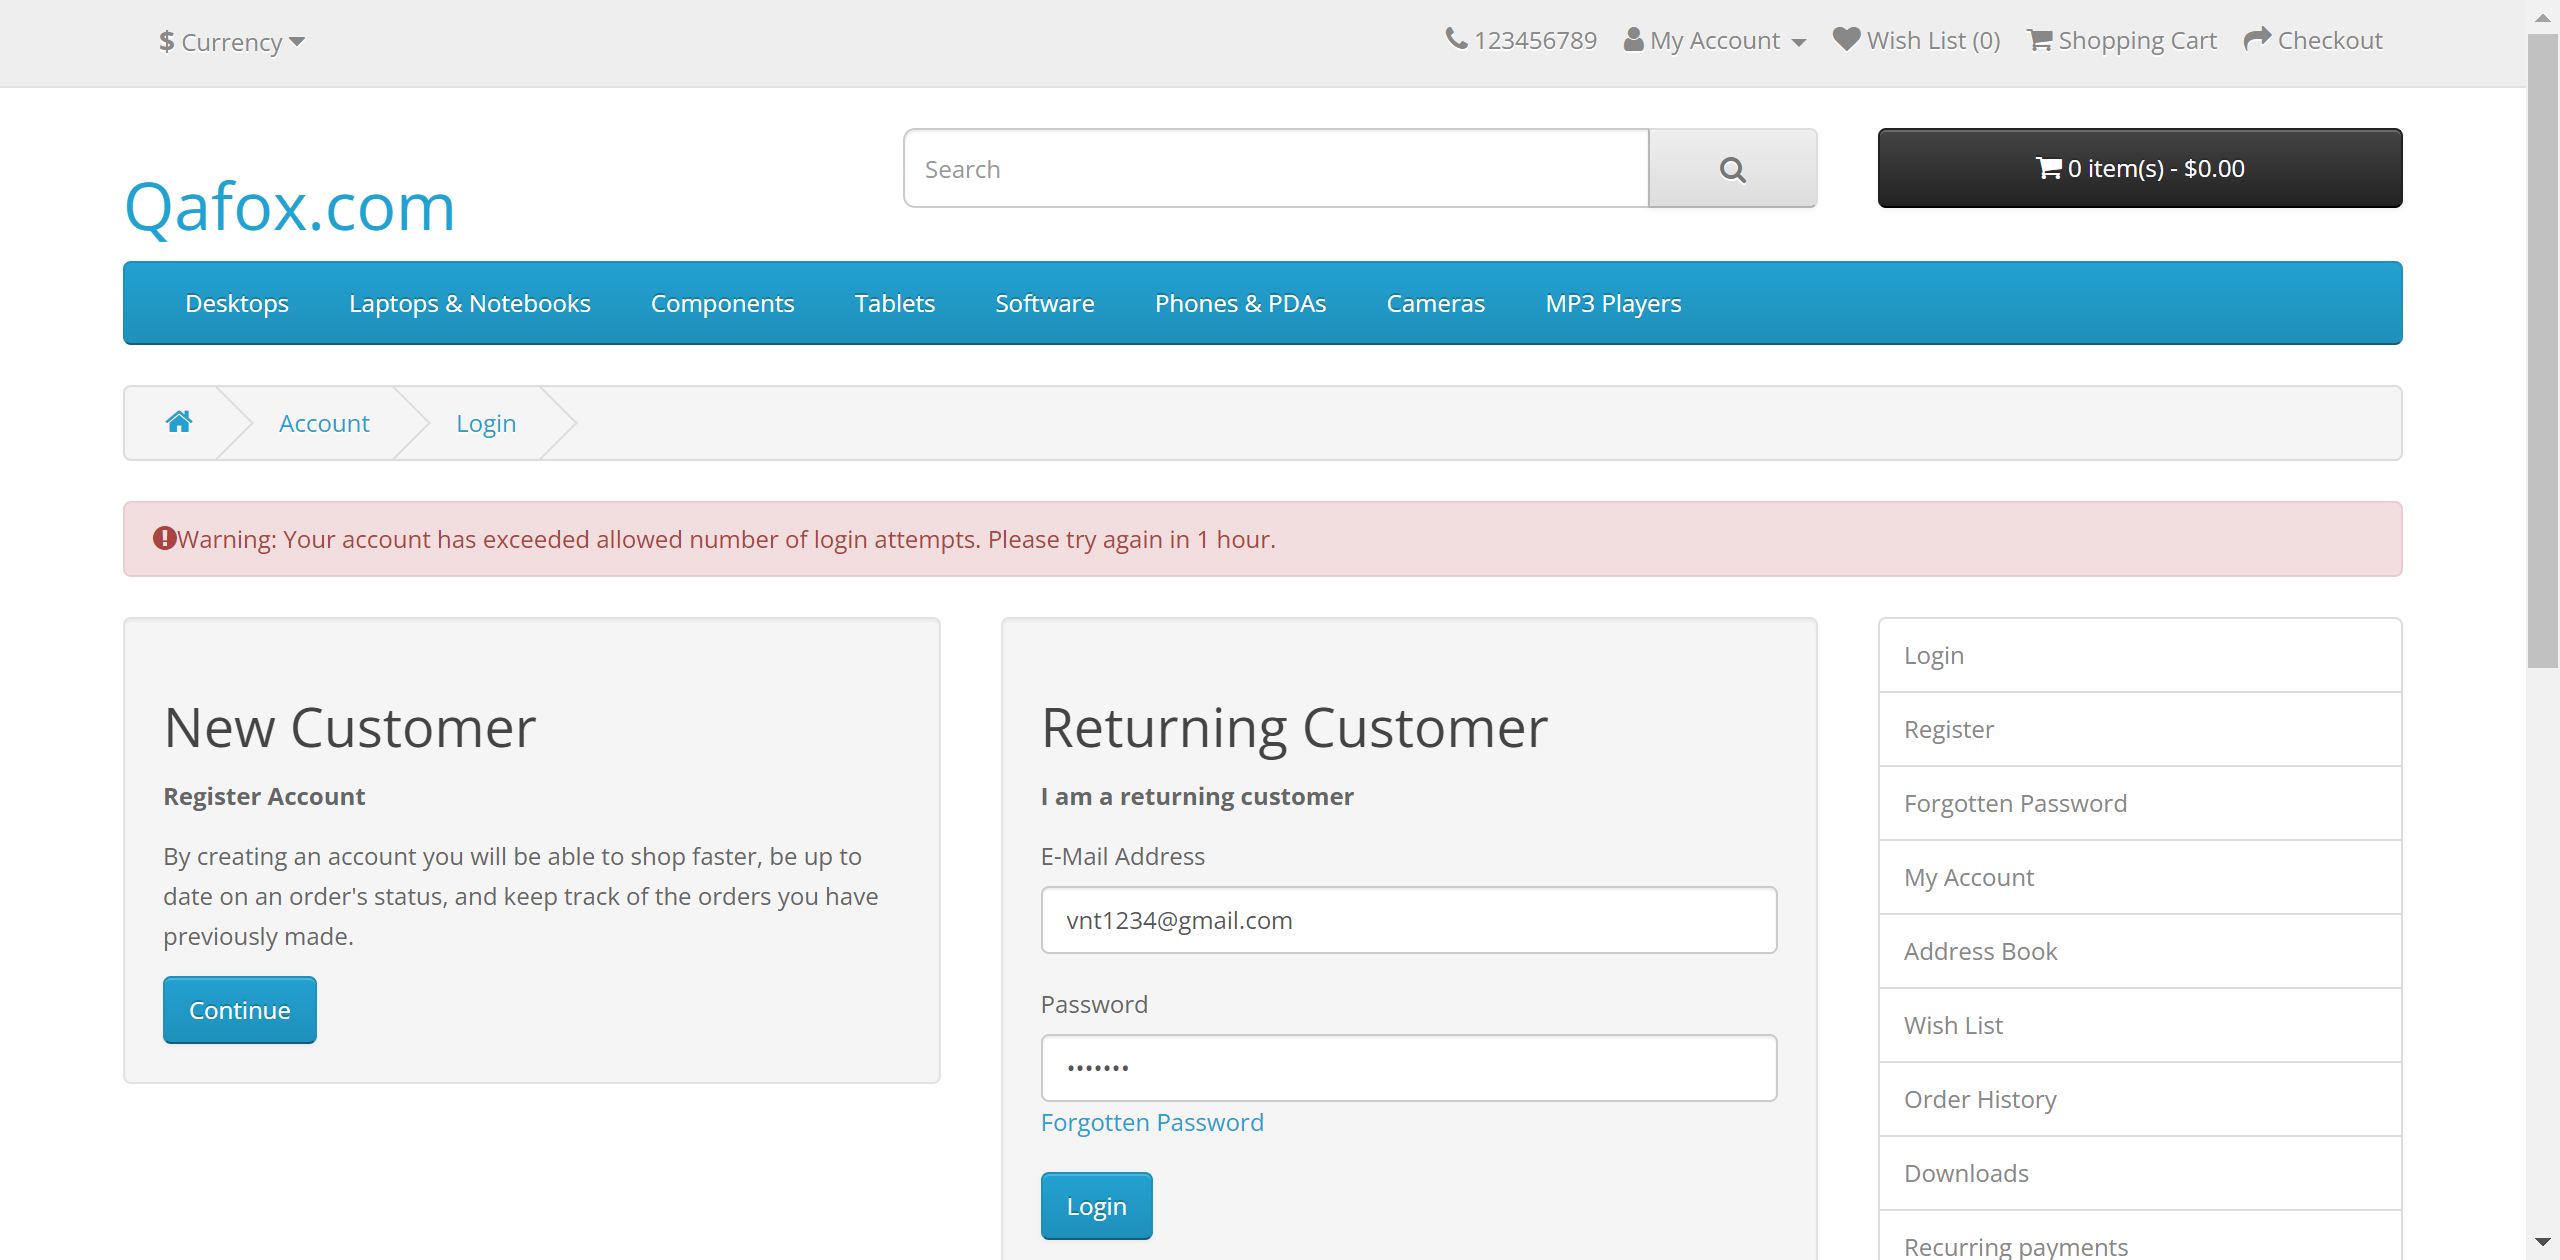 $ Currency
123456789 My Account Wish List (0) Shopping Cart Checkout
Search
0 item(s) - $0.00
Qafox.com
Desktops Laptops & Notebooks Components Tablets Software Phones & PDAs Cameras MP3 Players
Account Login
Warning: Your account has exceeded allowed number of login attempts. Please try again in 1 hour.
New Customer
Register Account
By creating an account you will be able to shop faster, be up to
date on an order's status, and keep track of the orders you have
previously made.
Continue
Returning Customer
I am a returning customer
E-Mail Address
vnt1234@gmail.com
Password
•••••••
Forgotten Password
Login
Login
Register
Forgotten Password
My Account
Address Book
Wish List
Order History
Downloads
Recurring payments